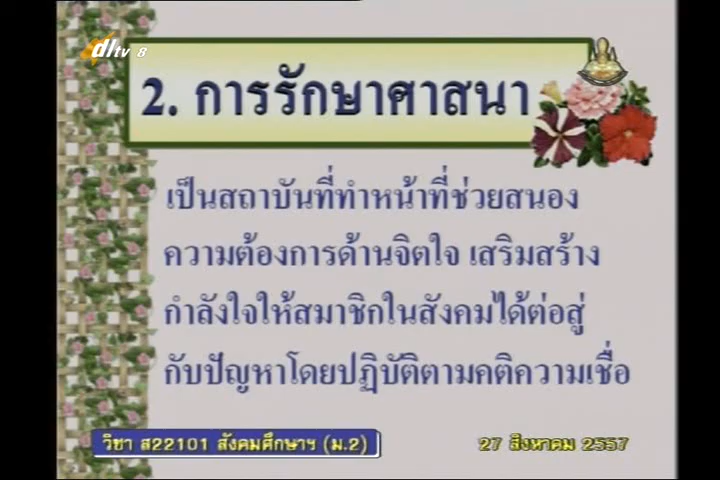 dltv 8
2. การรักษาศาสนา
เป็นสถาบันที่ทำหน้าที่ช่วยสนอง
ความต้องการด้านจิตใจ เสริมสร้าง
กำลังใจให้สมาชิกในสังคมได้ต่อสู่
กับปัญหาโดยปฏิบัติตามคติความเชื่อ
วิชา ส22101 สังคมศึกษาฯ (ม.2)
27 สิงหาคม 2557